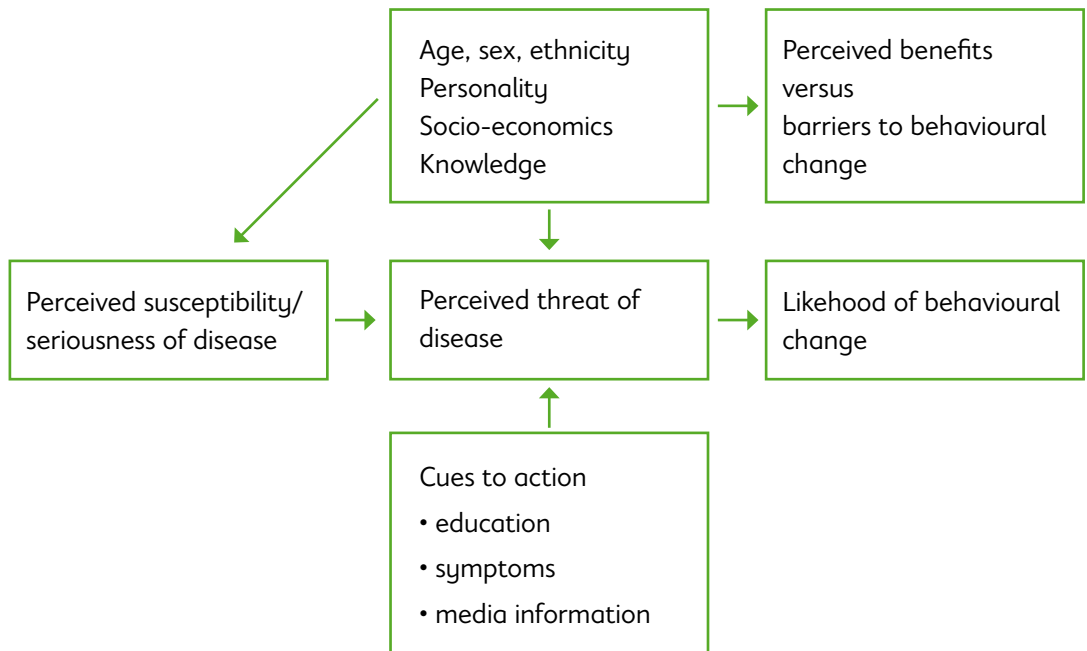 Age, sex, ethnicity
Personality
Socio-economics
Knowledge
Perceived benefits
versus
barriers to behavioural
change
Perceived susceptibility/
seriousness of disease
Perceived threat of
disease
Likehood of behavioural
change
Cues to action
• education
• symptoms
• media information